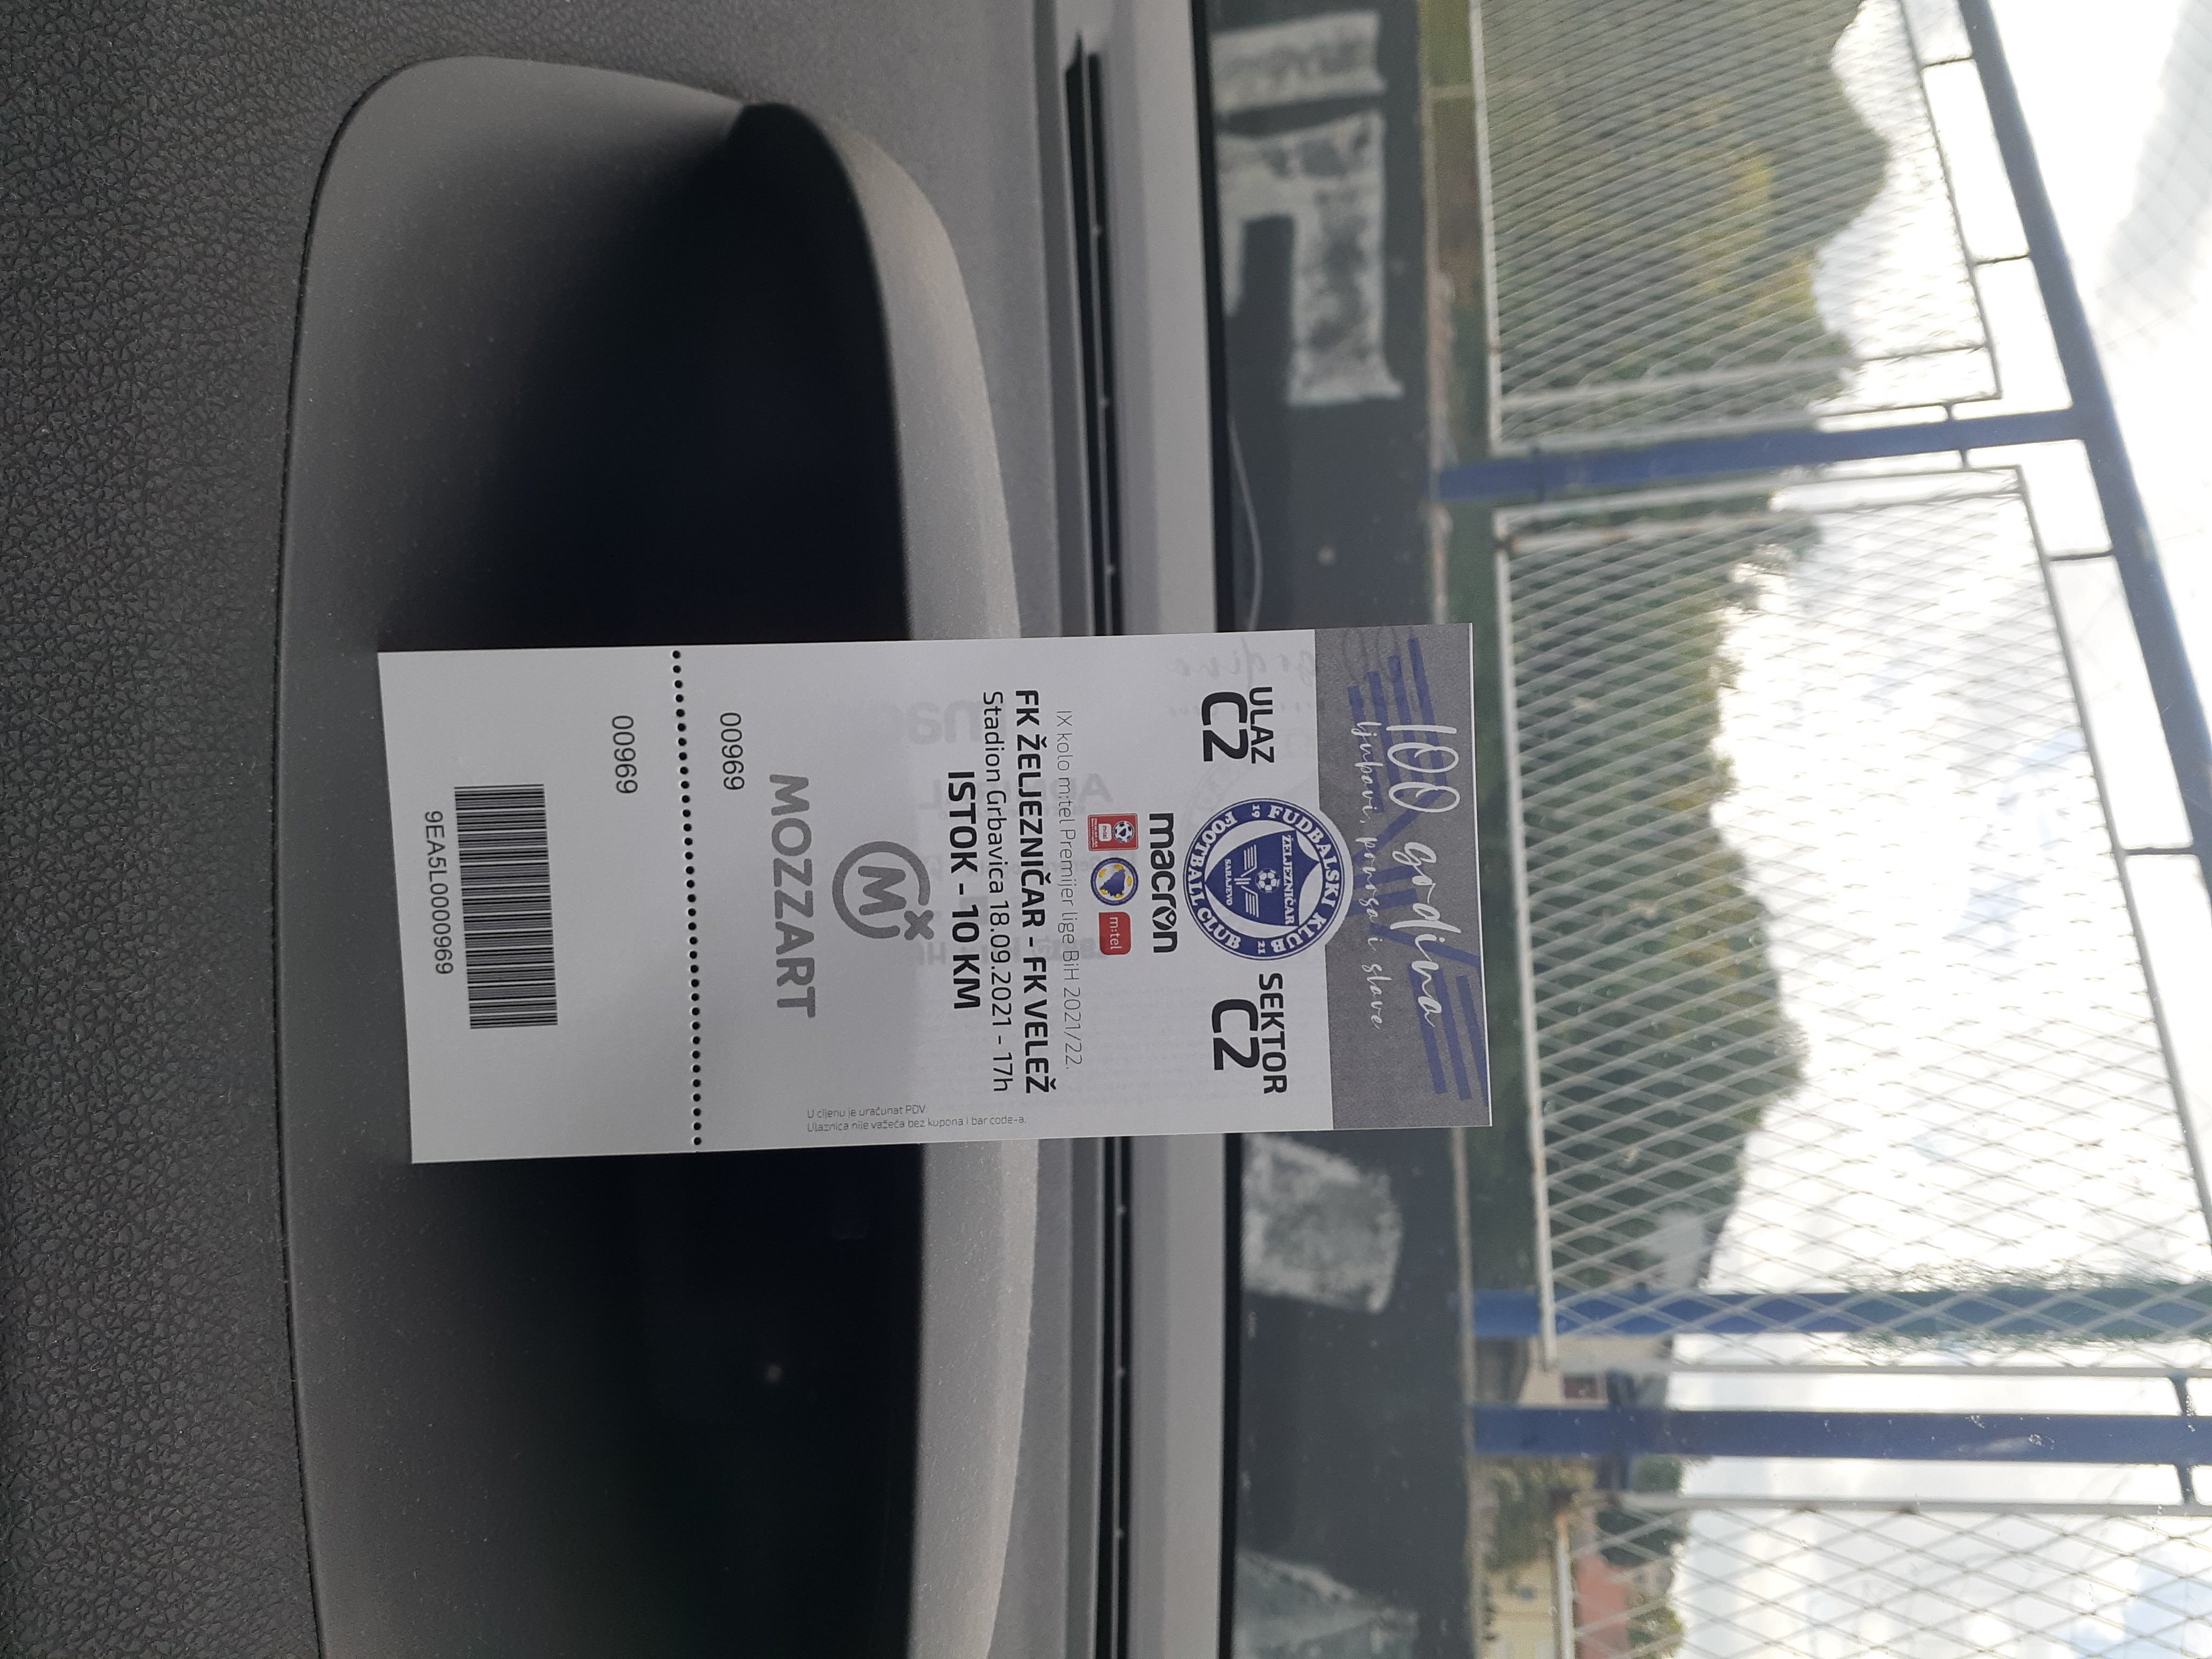 100 godina
ljubavi, ponosa i slave
ULAZ
C2
FUDBALSKI KLUB
19 21
ŽELJEZNIČAR
SARAJEVO
FOOTBALL CLUB
SEKTOR
C2
macron
m:tel
IX kolo m:tel Premijer lige BiH 2021/22.
FK ŽELJEZNIČAR - FK VELEŽ
Stadion Grbavica 18.09.2021 - 17h
ISTOK - 10 KM
MOZZART
U cijenu je uračunat PDV
Ulaznica nije važeća bez kupona i bar code-a.
00969
00969
9EA5L0000969